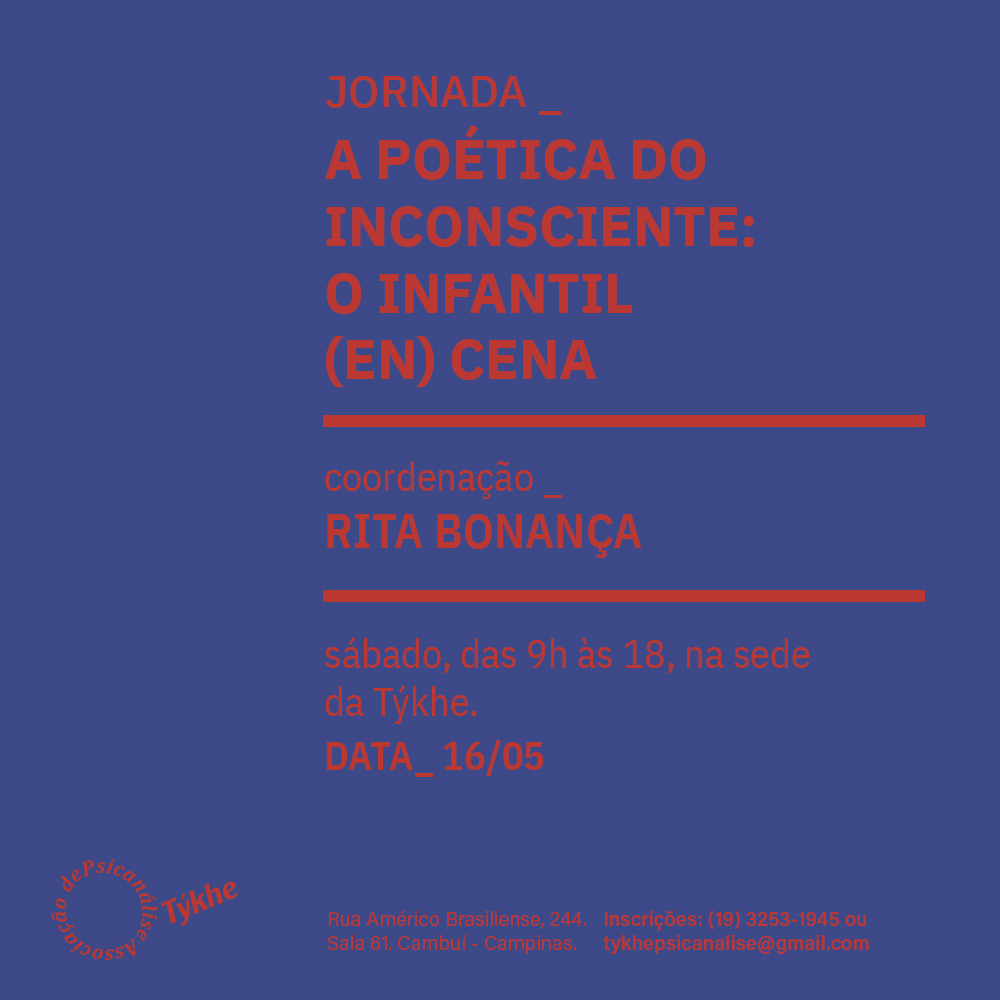 JORNADA _
A POÉTICA DO
INCONSCIENTE:
O INFANTIL
(EN) CENA
coordenação _
RITA BONANÇA
sábado, das 9h às 18, na sede
da Týkhe.
DATA_ 16/05
Associação de Psicanálise
Týkhe
Rua Américo Brasiliense, 244.
Sala 61. Cambuí - Campinas.
Inscrições: (19) 3253-1945 ou
tykhepsicanalise@gmail.com